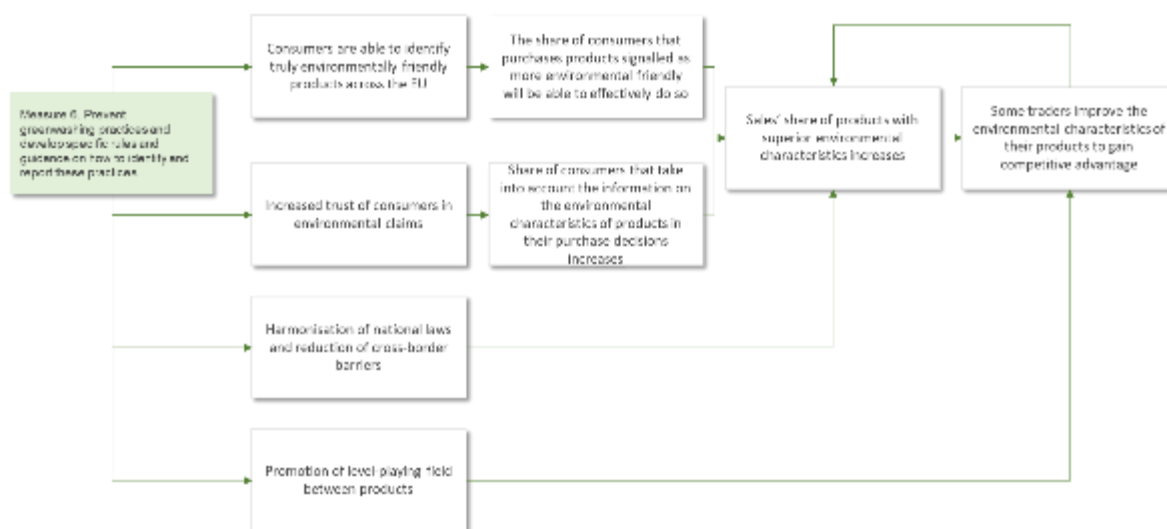 Measure 6. Prevent
greenwashing practices and
develop specific rules and
guidance on how to identify and
report these practices
Consumers are able to identify
truly environmentally friendly
products across the EU
The share of consumers that
purchases products signalled as
more environmental friendly
will be able to effectively do so
Sales' share of products with
superior environmental
characteristics increases
Some traders improve the
environmental characteristics of
their products to gain
competitive advantage
Increased trust of consumers in
environmental claims
Share of consumers that take
into account the information on
the environmental
characteristics of products in
their purchase decisions
increases
Harmonisation of national laws
and reduction of cross-border
barriers
Promotion of level-playing field
between products